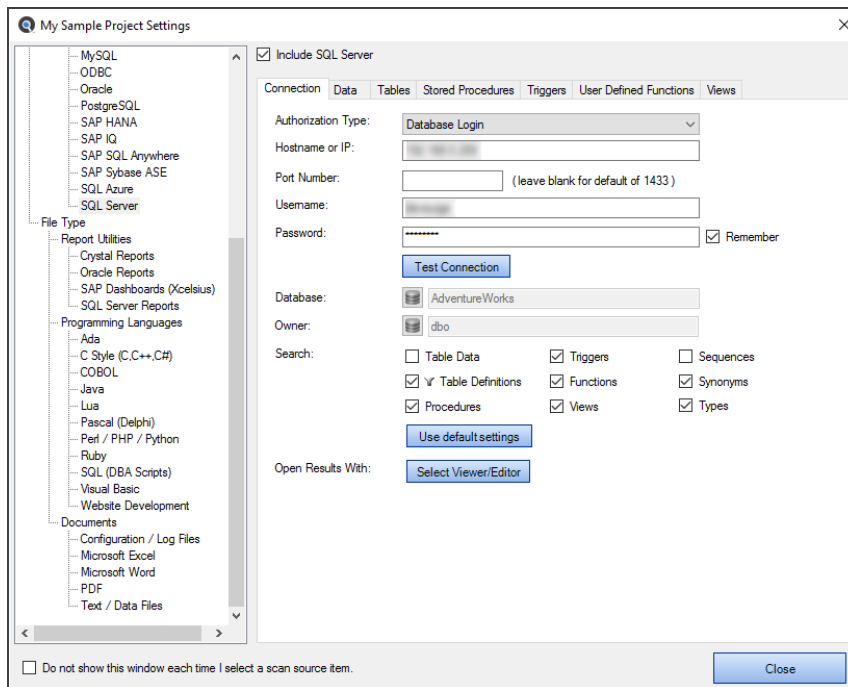 My Sample Project Settings
MySQL
ODBC
Oracle
PostgreSQL
SAP HANA
SAP IQ
SAP SQL Anywhere
SAP Sybase ASE
SQL Azure
SQL Server
File Type
Report Utilities
Crystal Reports
Oracle Reports
SAP Dashboards (Xcelsius)
SQL Server Reports
Programming Languages
Ada
C Style (C,C++,C#)
COBOL
Java
Lua
Pascal (Delphi)
Perl / PHP / Python
Ruby
SQL (DBA Scripts)
Visual Basic
Website Development
Documents
Configuration / Log Files
Microsoft Excel
Microsoft Word
PDF
Text / Data Files
Include SQL Server
Connection Data Tables Stored Procedures Triggers User Defined Functions Views
Authorization Type: Database Login
Hostname or IP:
Port Number: ( leave blank for default of 1433 )
Username:
Password: ******** Remember
Test Connection
Database: AdventureWorks
Owner: dbo
Search: Table Data Triggers Sequences
Table Definitions Functions Synonyms
Procedures Views Types
Use default settings
Open Results With: Select Viewer/Editor
Do not show this window each time I select a scan source item.
Close